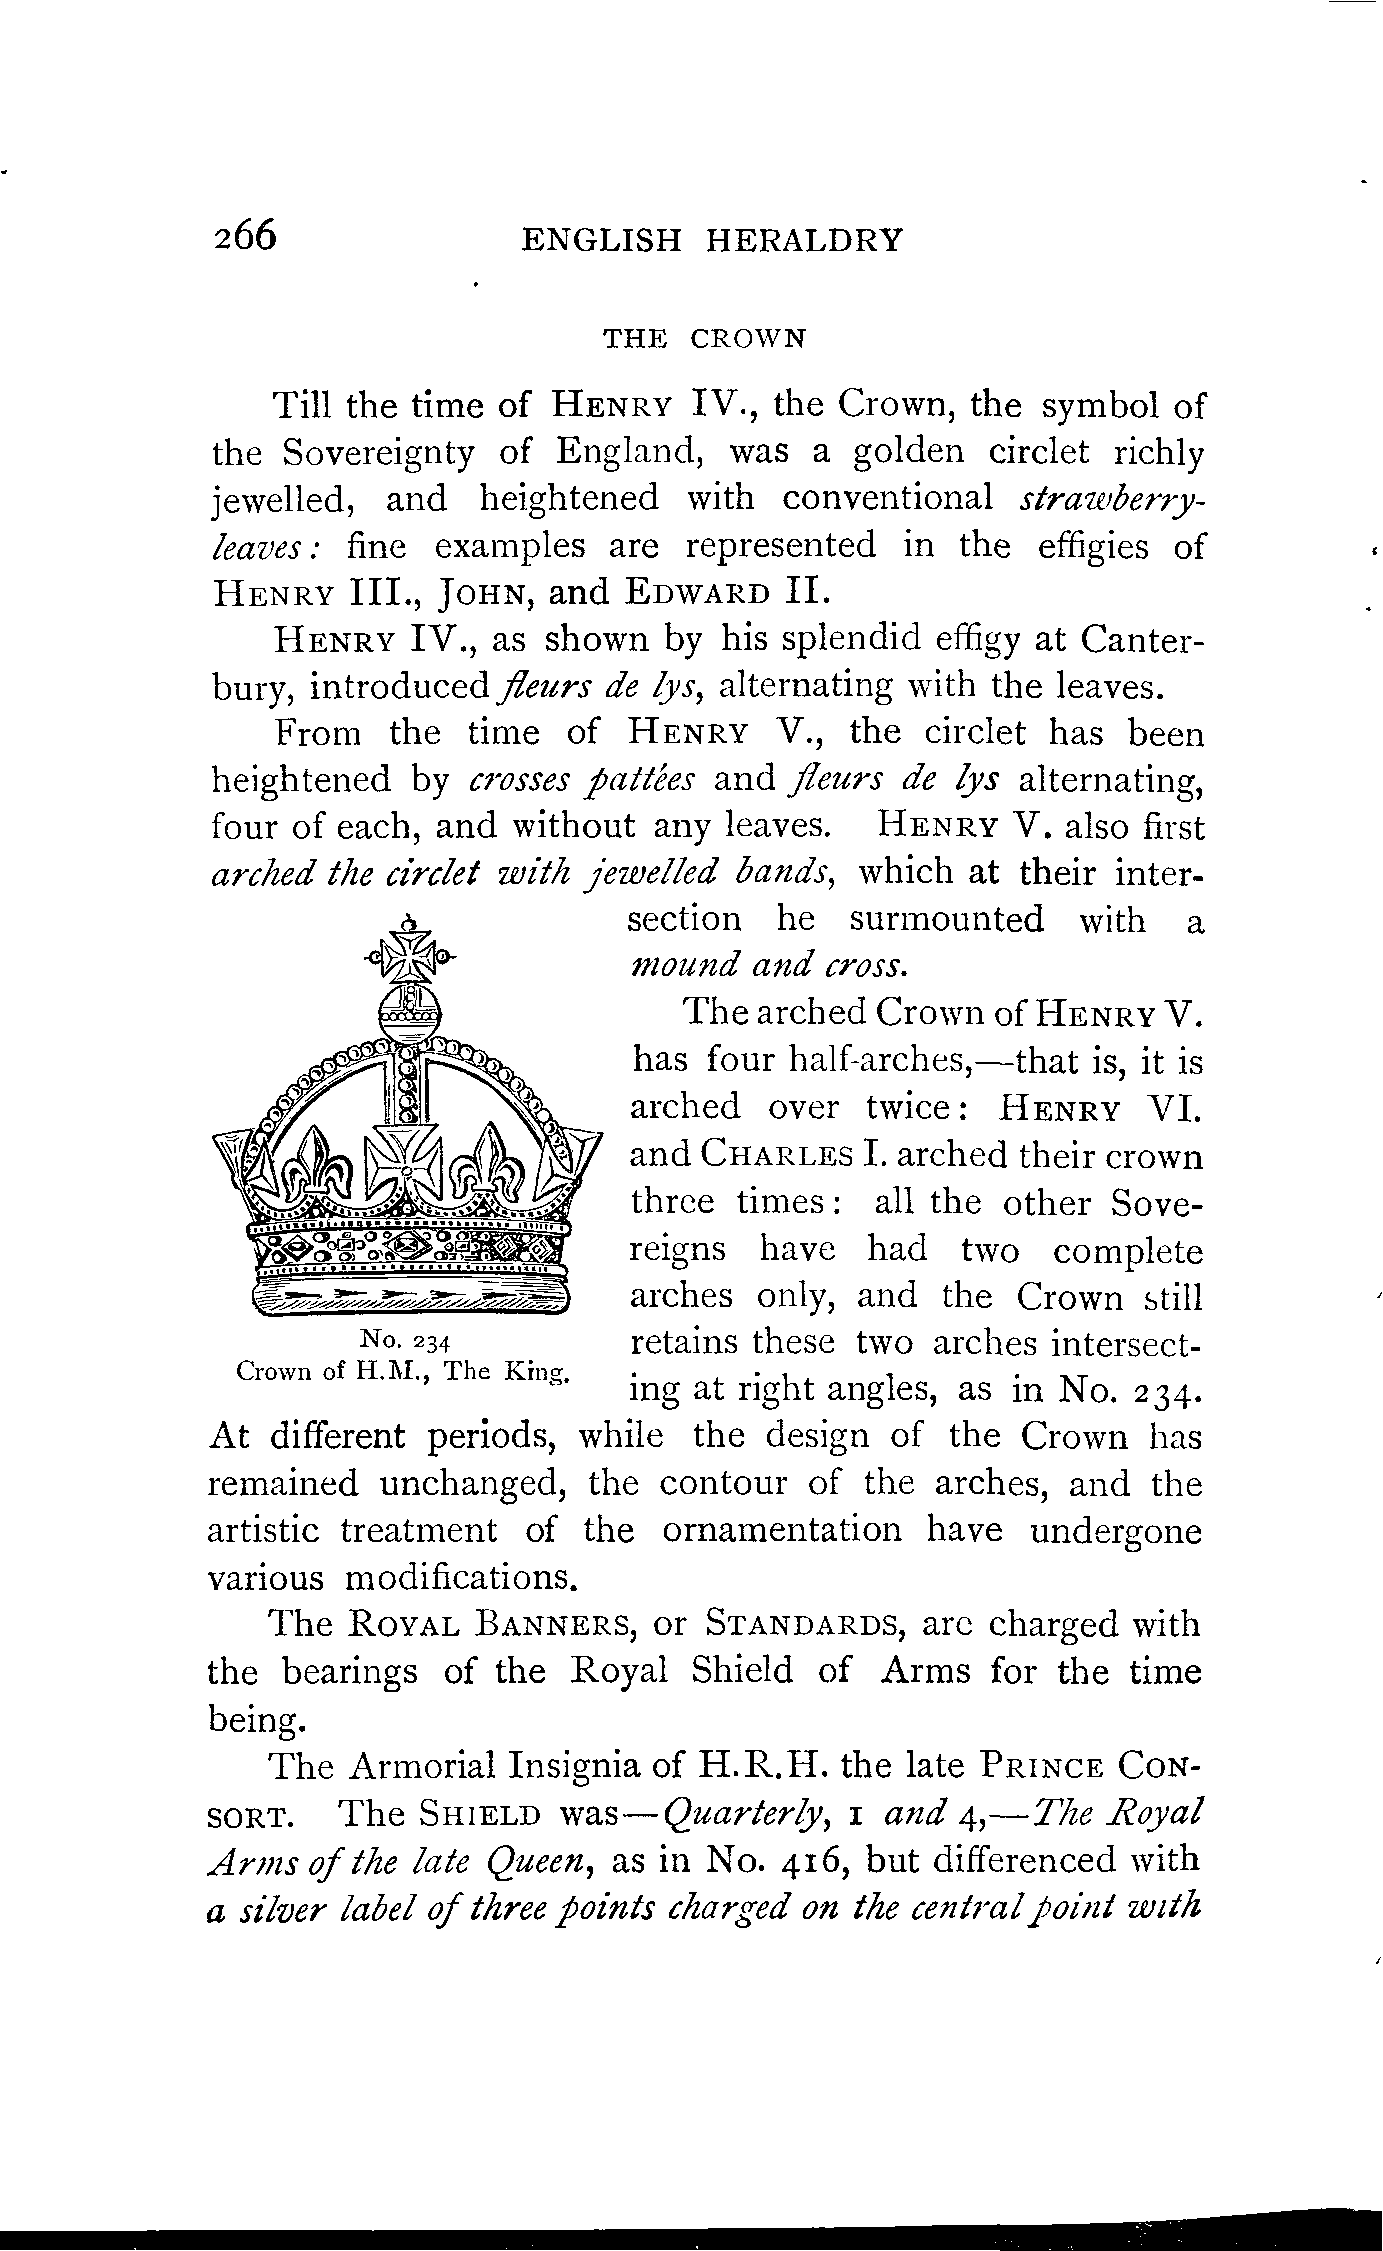 266 ENGLISH HERALDRY
THE CROWN
Till the time of HENRY IV., the Crown, the symbol of
the Sovereignty of England, was a golden circlet richly
jewelled, and heightened with conventional strawberry-
leaves: fine examples are represented in the effigies of
HENRY III., JOHN, and EDWARD II.
HENRY IV., as shown by his splendid effigy at Canter-
bury, introduced fleurs de lys, alternating with the leaves.
From the time of HENRY V., the circlet has been
heightened by crosses pattées and fleurs de lys alternating,
four of each, and without any leaves. HENRY V. also first
arched the circlet with jewelled bands, which at their inter-
section he surmounted with a
mound and cross.
The arched Crown of HENRY V.
has four half-arches,—that is, it is
arched over twice: HENRY VI.
and CHARLES I. arched their crown
three times: all the other Sove-
reigns have had two complete
arches only, and the Crown still
retains these two arches intersect-
ing at right angles, as in No. 234.
No. 234
Crown of H.M., The King.
At different periods, while the design of the Crown has
remained unchanged, the contour of the arches, and the
artistic treatment of the ornamentation have undergone
various modifications.
The ROYAL BANNERS, or STANDARDS, are charged with
the bearings of the Royal Shield of Arms for the time
being.
The Armorial Insignia of H.R.H. the late PRINCE CON-
SORT. The SHIELD was—Quarterly, 1 and 4,—The Royal
Arms of the late Queen, as in No. 416, but differenced with
a silver label of three points charged on the central point with